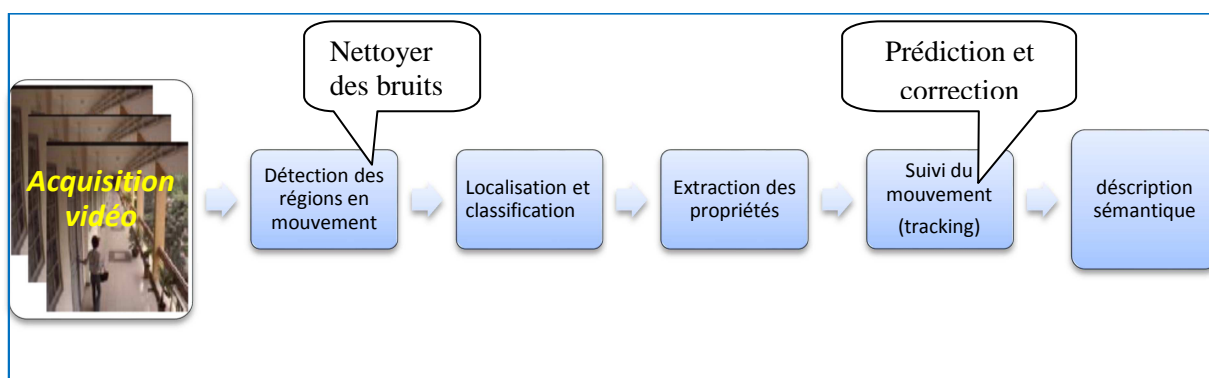 Nettoyer
des bruits
Prédiction et
correction
Acquisition
vidéo
Détection des
régions en
mouvement
Localisation et
classification
Extraction des
propriétés
Suivi du
mouvement
(tracking)
déscription
sémantique